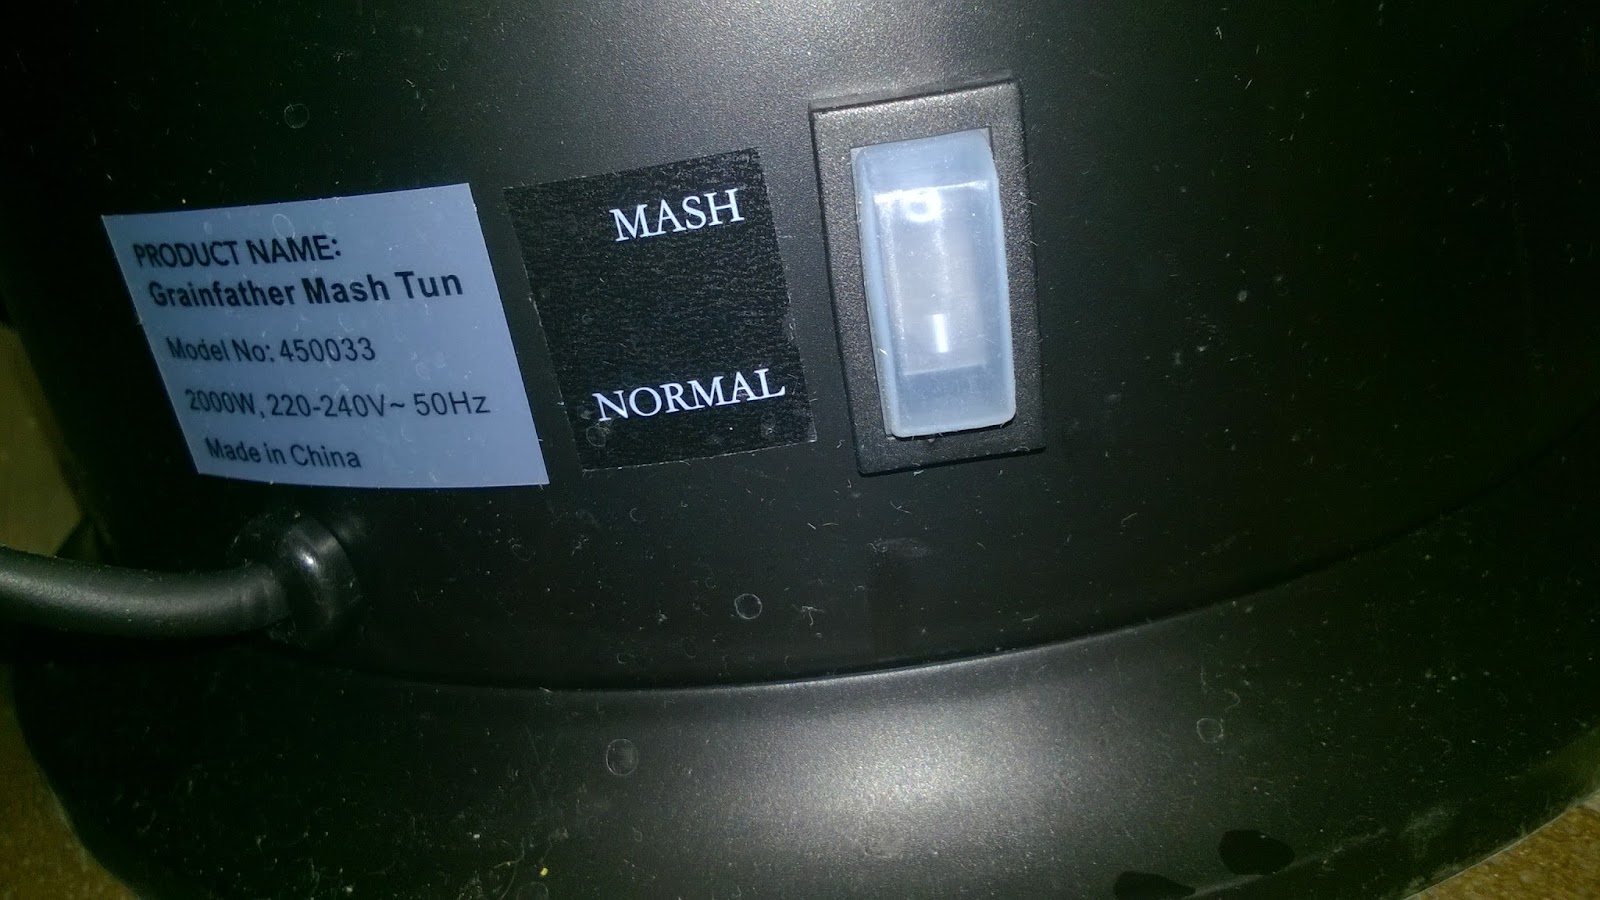 PRODUCT NAME:
Grainfather Mash Tun
Model No: 450033
2000W, 220-240V~ 50Hz
Made in China
MASH
NORMAL